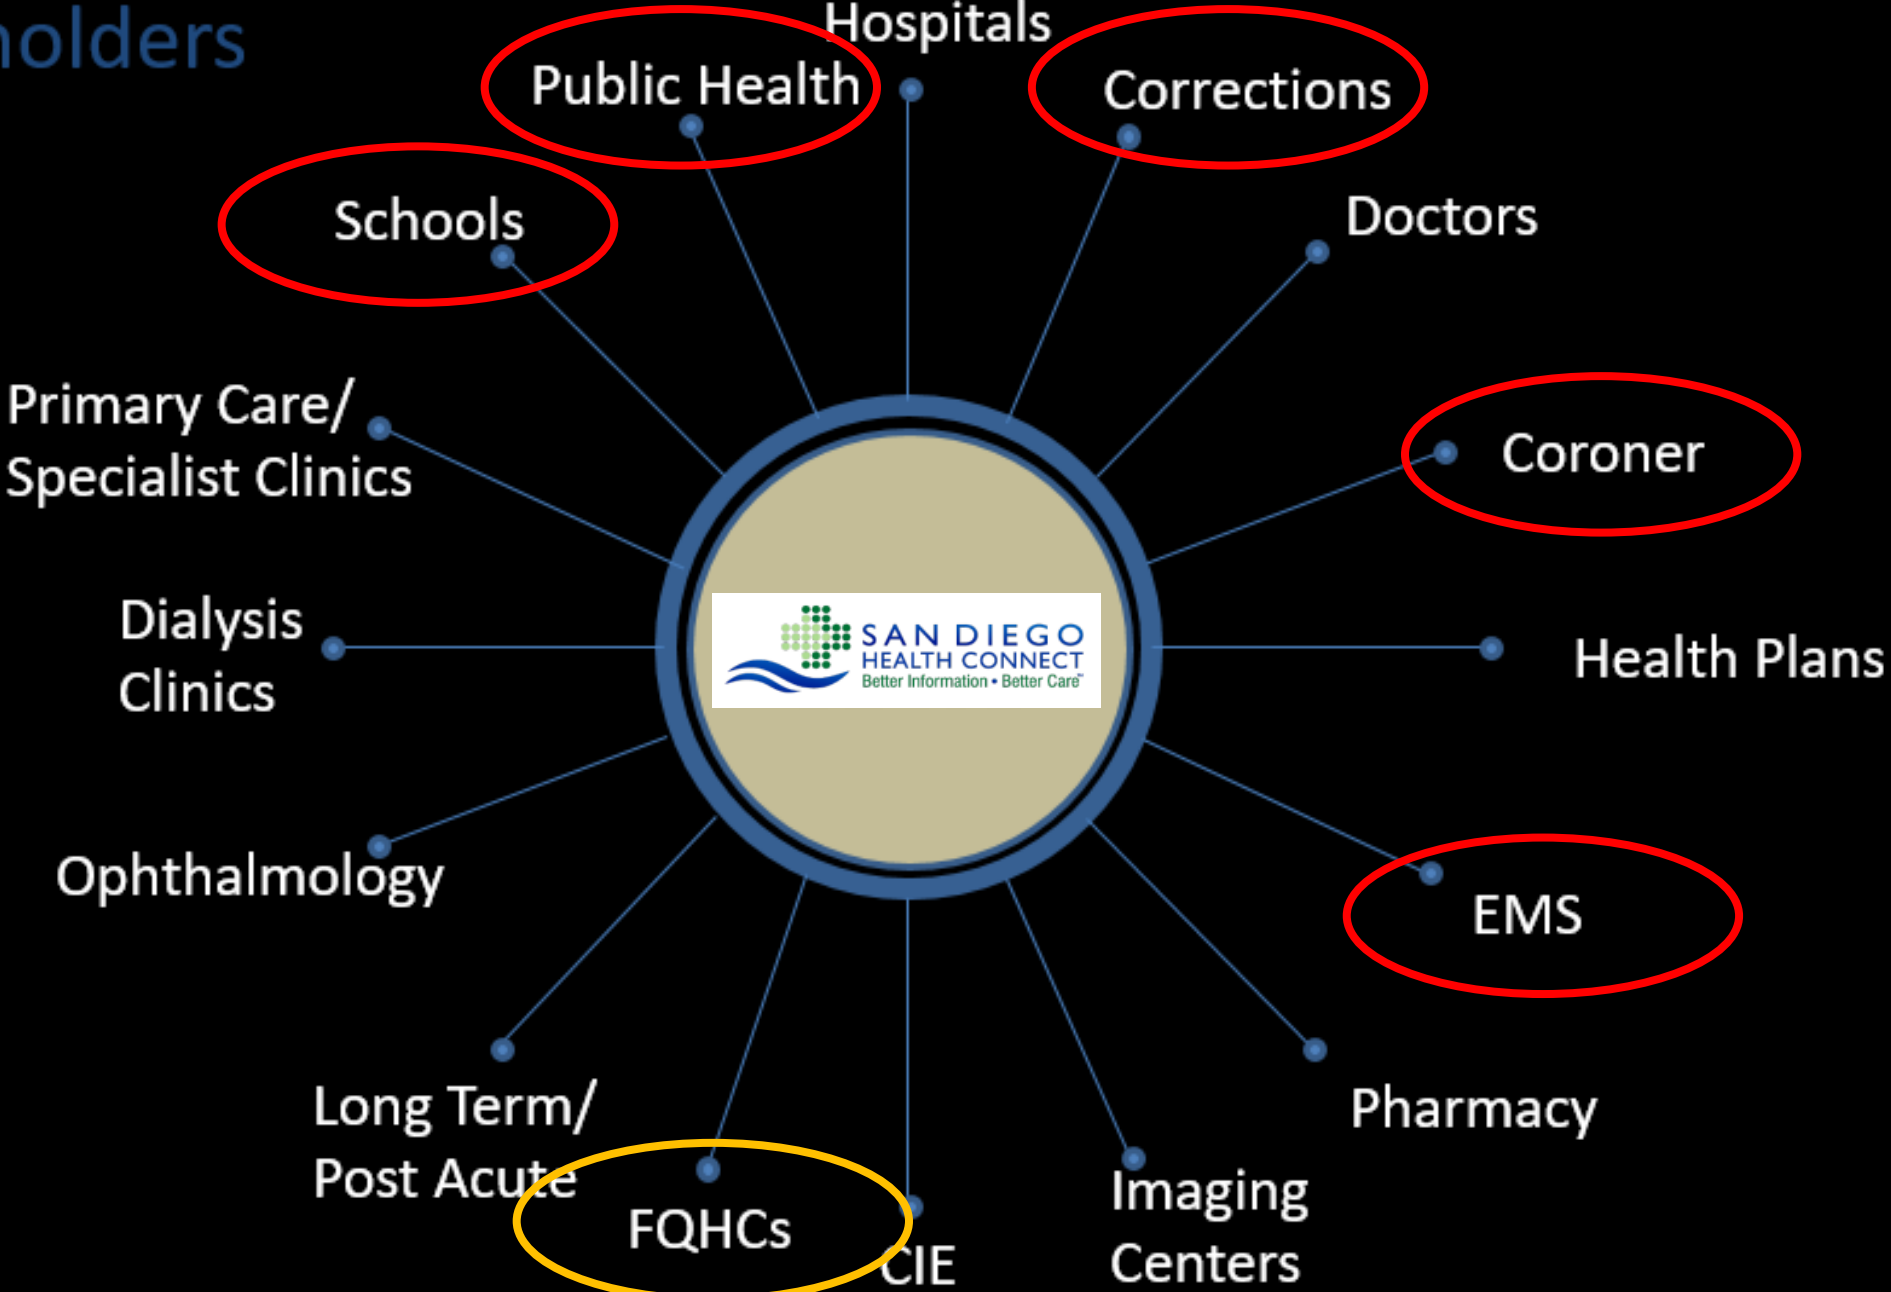 holders
Hospitals
Public Health
Corrections
Schools
Doctors
Primary Care/
Specialist Clinics
Coroner
Dialysis
Clinics
SAN DIEGO
HEALTH CONNECT
Better Information • Better Care™
Health Plans
Ophthalmology
EMS
Long Term/
Post Acute
Pharmacy
FQHCs
CIE
Imaging
Centers